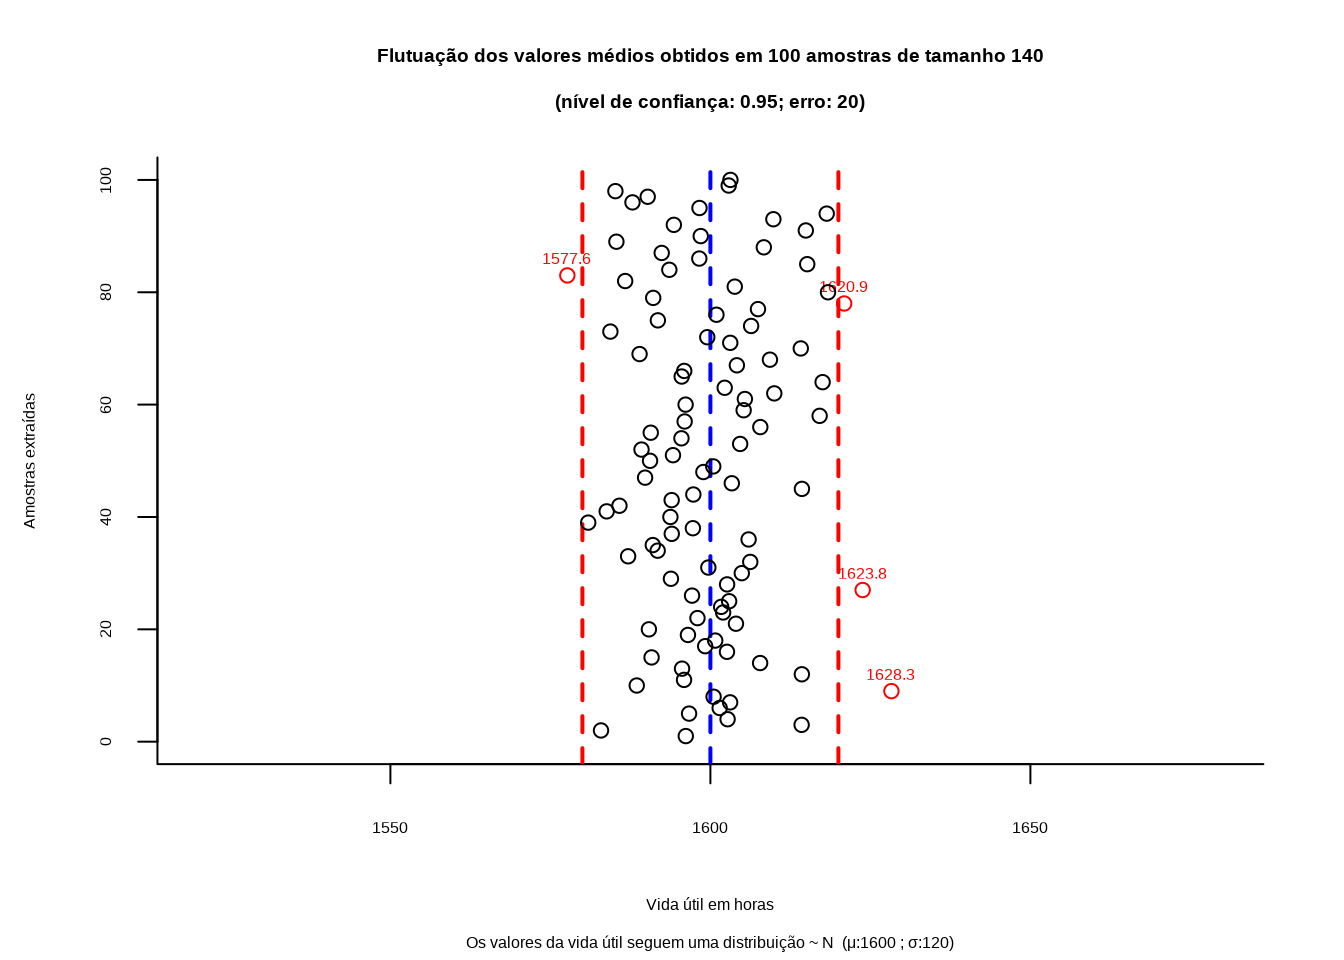 Flutuação dos valores médios obtidos em 100 amostras de tamanho 140
(nível de confiança: 0.95; erro: 20)
100
80
60
40
20
0
Amostras extraídas
1577.6
1620.9
1623.8
1628.3
1550
1600
1650
Vida útil em horas
Os valores da vida útil seguem uma distribuição ~ N  (μ:1600 ; σ:120)